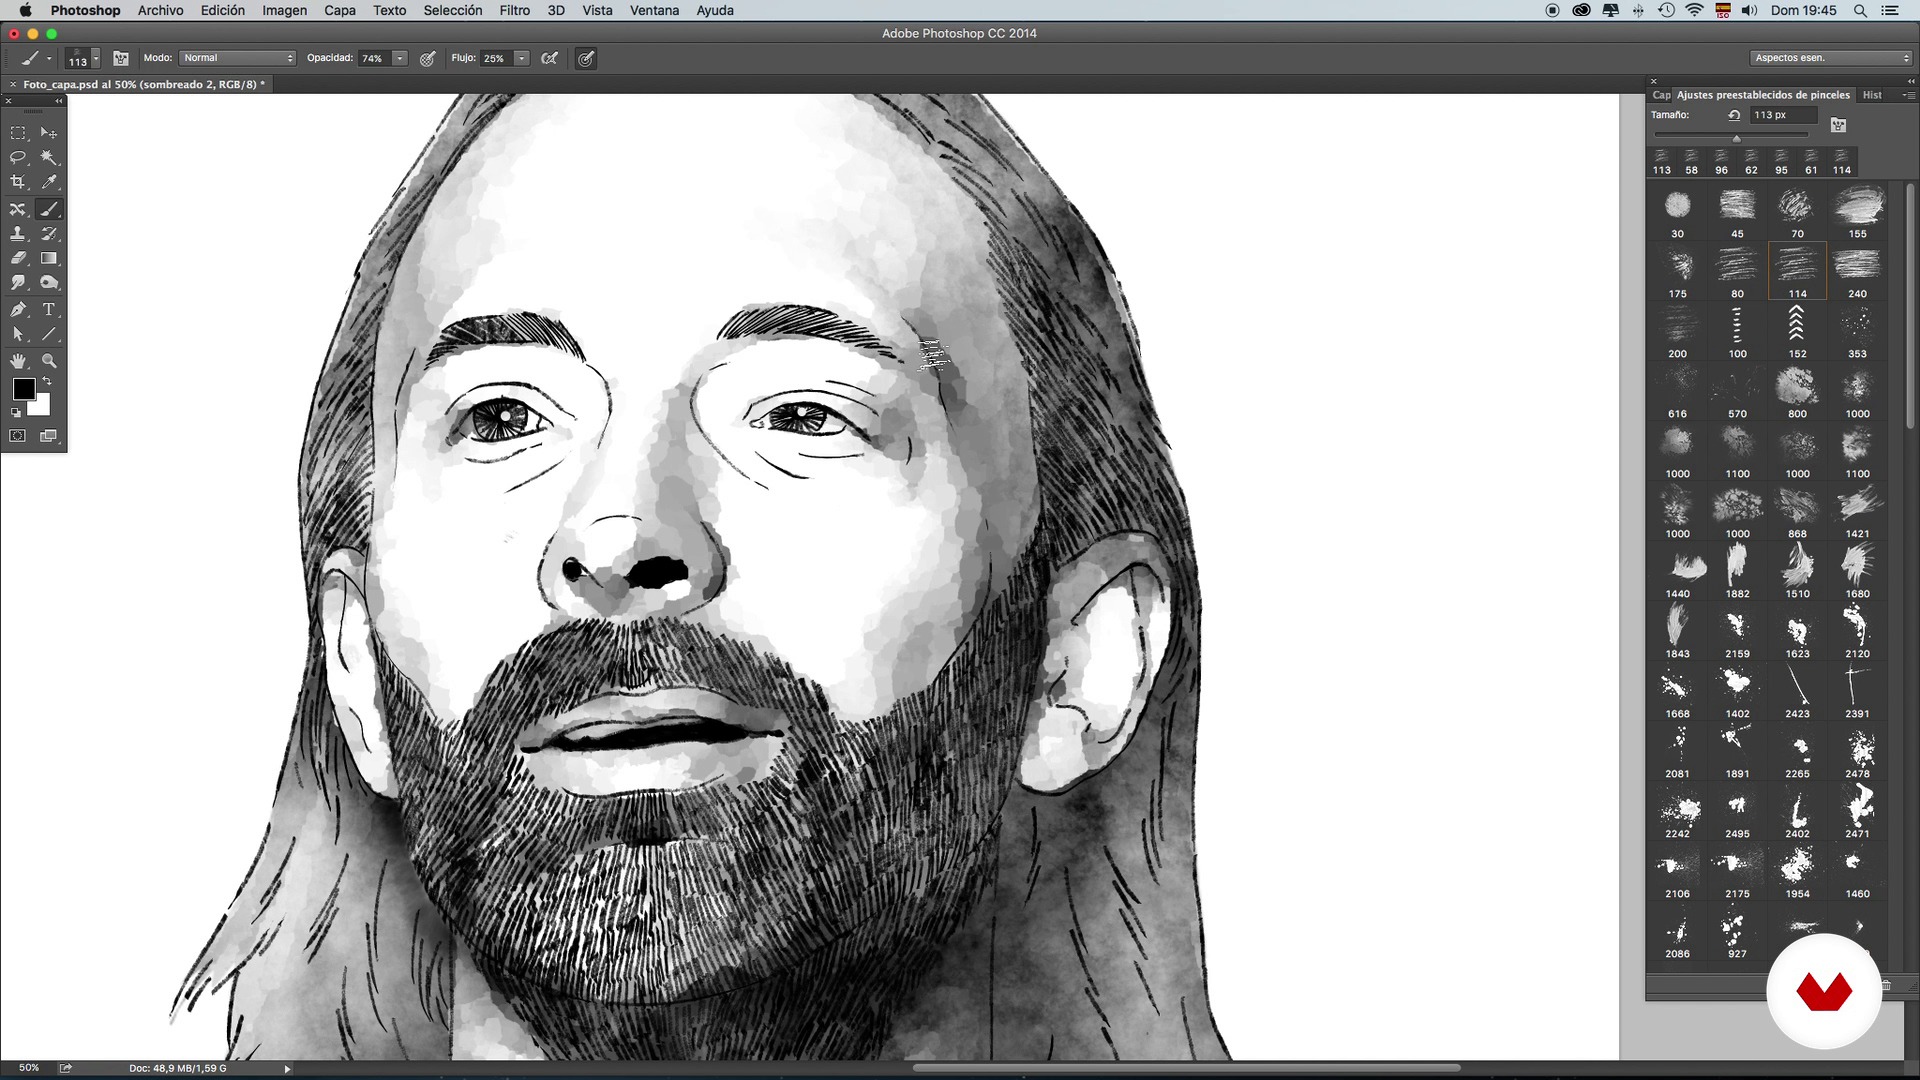 Photoshop Archivo Edición Imagen Capa Texto Selección Filtro 3D Vista Ventana Ayuda ISO Dom 19:45
Adobe Photoshop CC 2014
113 Modo: Normal Opacidad: 74% Flujo: 25% Aspectos esen.
× Foto_capa.psd al 50% (sombreado 2, RGB/8) *
Cap Ajustes preestablecidos de pinceles Hist
Tamaño: 113 px
113 58 96 62 95 61 114
30 45 70 155
175 80 114 240
200 100 152 353
616 570 800 1000
1000 1100 1000 1100
1000 1000 868 1421
1440 1882 1510 1680
1843 2159 1623 2120
1668 1402 2423 2391
2081 1891 2265 2478
2242 2495 2402 2471
2106 2175 1954 1460
2086 927
50% Doc: 48,9 MB/1,59 G